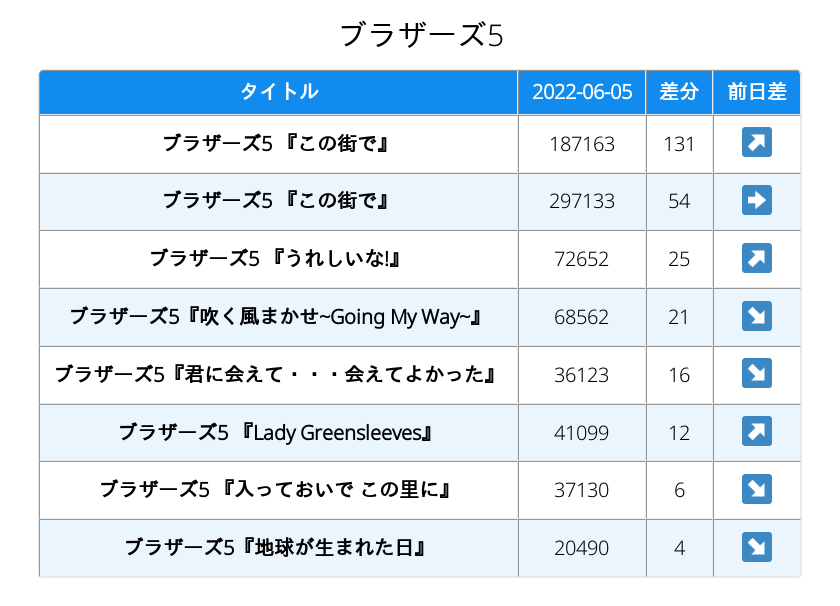 ブラザーズ5
タイトル 2022-06-05 差分 前日差
ブラザーズ5 『この街で』 187163 131 ↗
ブラザーズ5 『この街で』 297133 54 ➡
ブラザーズ5 『うれしいな!』 72652 25 ↗
ブラザーズ5『吹く風まかせ~Going My Way~』 68562 21 ↘
ブラザーズ5『君に会えて・・・会えてよかった』 36123 16 ↘
ブラザーズ5 『Lady Greensleeves』 41099 12 ↗
ブラザーズ5 『入っておいで この里に』 37130 6 ↘
ブラザーズ5『地球が生まれた日』 20490 4 ↘